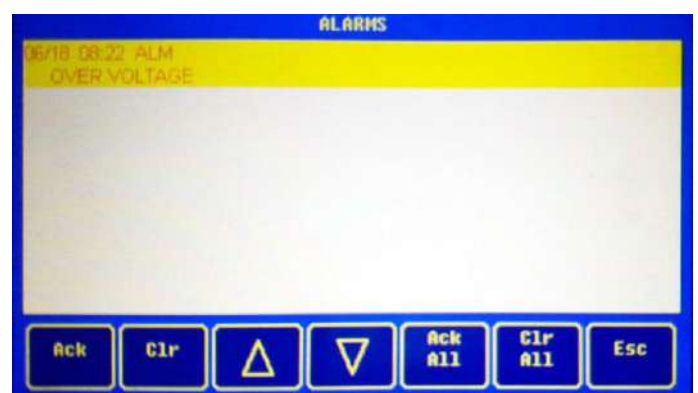 ALARMS
06/18 08:22 ALM
OVER VOLTAGE
Ack Clr Ack All Clr All Esc